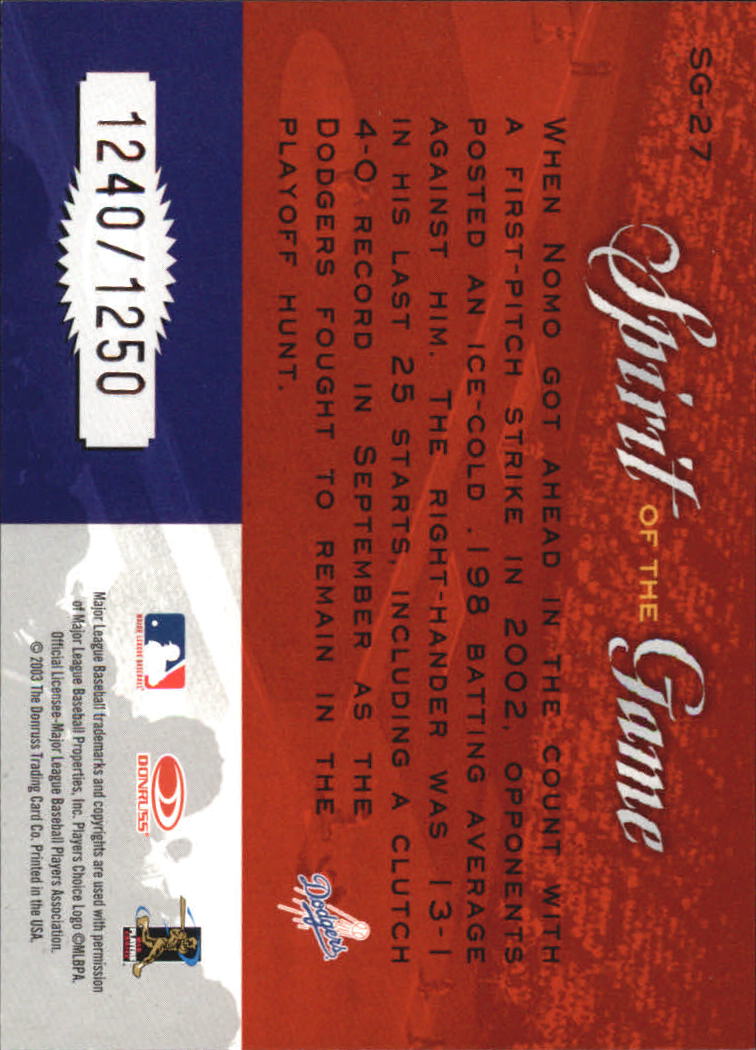 SG-27
Spirit OF THE Game
WHEN NOMO GOT AHEAD IN THE COUNT WITH
A FIRST-PITCH STRIKE IN 2002, OPPONENTS
POSTED AN ICE-COLD .198 BATTING AVERAGE
AGAINST HIM. THE RIGHT-HANDER WAS 13-1
IN HIS LAST 25 STARTS, INCLUDING A CLUTCH
4-0 RECORD IN SEPTEMBER AS THE
DODGERS FOUGHT TO REMAIN IN THE
PLAYOFF HUNT.
Dodgers
1240/1250
MAJOR LEAGUE BASEBALL
DONRUSS
PLAYERS
Major League Baseball trademarks and copyrights are used with permission
of Major League Baseball Properties, Inc. Players Choice Logo ©MLBPA.
Official Licensee-Major League Baseball Players Association.
© 2003 The Donruss Trading Card Co. Printed in the USA.